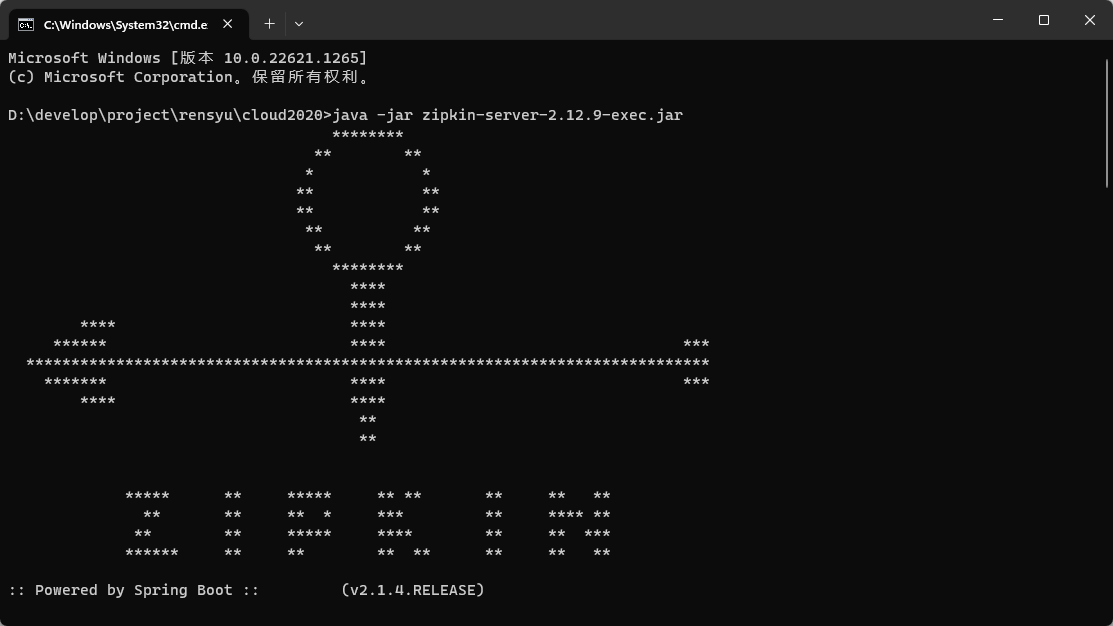 C:\Windows\System32\cmd.e
Microsoft Windows [版本 10.0.22621.1265]
(c) Microsoft Corporation。保留所有权利。
D:\develop\project\rensyu\cloud2020>java -jar zipkin-server-2.12.9-exec.jar
ZIPKIN
:: Powered by Spring Boot :: (v2.1.4.RELEASE)